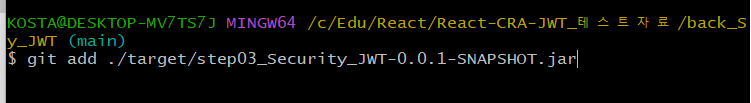 KOSTA@DESKTOP-MV7TS7J MINGW64 /c/Edu/React/React-CRA-JWT_테스트자료/back_S
y_JWT (main)
$ git add ./target/step03_Security_JWT-0.0.1-SNAPSHOT.jar